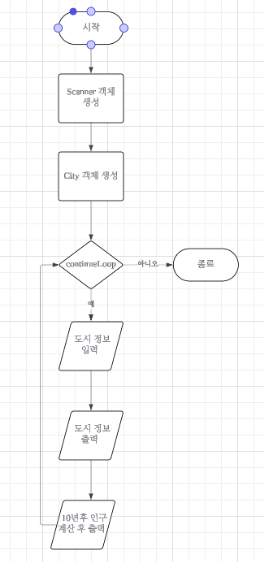 시작
Scanner 객체
생성
City 객체 생성
continueLoop
아니오
종료
예
도시 정보
입력
도시 정보
출력
10년후 인구
계산 후 출력